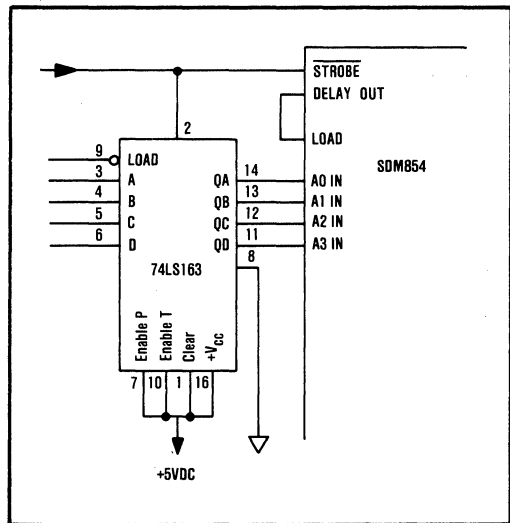 STROBE
DELAY OUT
2
9 LOAD
LOAD
SDM854
3 A QA 14 A0 IN
4 B QB 13 A1 IN
5 C QC 12 A2 IN
6 D QD 11 A3 IN
8
74LS163
Enable P
Enable T
Clear
+VCC
7 10 1 16
+5VDC